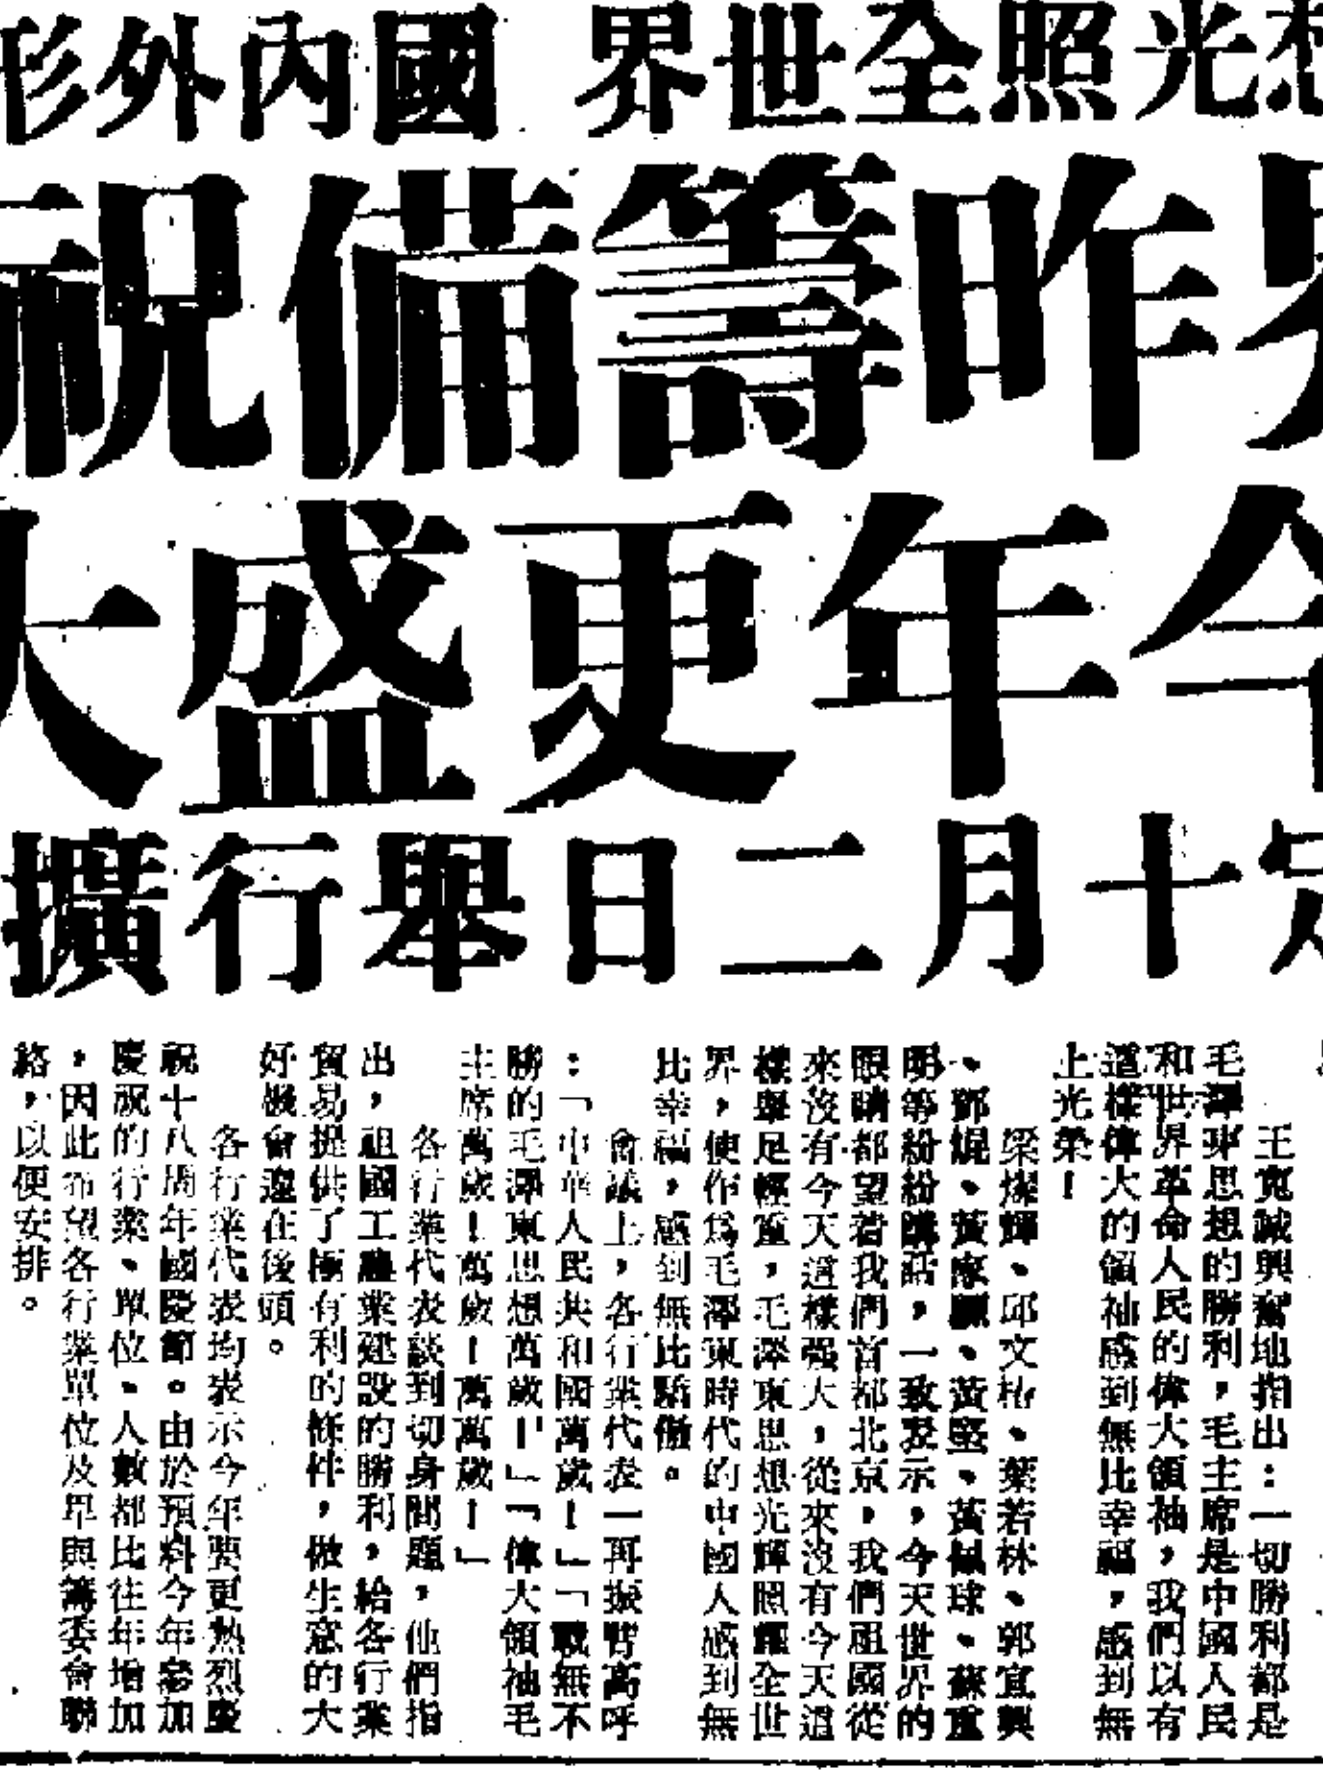 光照全世界 國內外形
昨籌備祝
今年更盛大
定十月二日舉行擴
王寬誠興奮地指出：一切勝利都是
毛澤東思想的勝利，毛主席是中國人民
和世界革命人民的偉大領袖，我們以有
這樣偉大的領袖感到無比幸福，感到無
上光榮！
梁燦輝、邱文椿、葉若林、郭宜興
、鄧焜、黃家驥、黃堅、黃佩球、蘇重
明等紛紛講話，一致表示，今天世界的
眼睛都望着我們首都北京，我們祖國從
來沒有今天這樣强大，從來沒有今天這
樣舉足輕重，毛澤東思想光輝照耀全世
界，使作爲毛澤東時代的中國人感到無
比幸福，感到無比驕傲。
會議上，各行業代表一再振臂高呼
：「中華人民共和國萬歲！」「戰無不
勝的毛澤東思想萬歲！」「偉大領袖毛
主席萬歲！萬歲！萬萬歲！」
各行業代表談到切身問題，他們指
出，祖國工農業建設的勝利，給各行業
貿易提供了極有利的條件，做生意的大
好機會還在後頭。
各行業代表均表示今年要更熱烈慶
祝十八周年國慶節。由於預料今年參加
慶祝的行業、單位、人數都比往年增加
，因此希望各行業單位及早與籌委會聯
絡，以便安排。